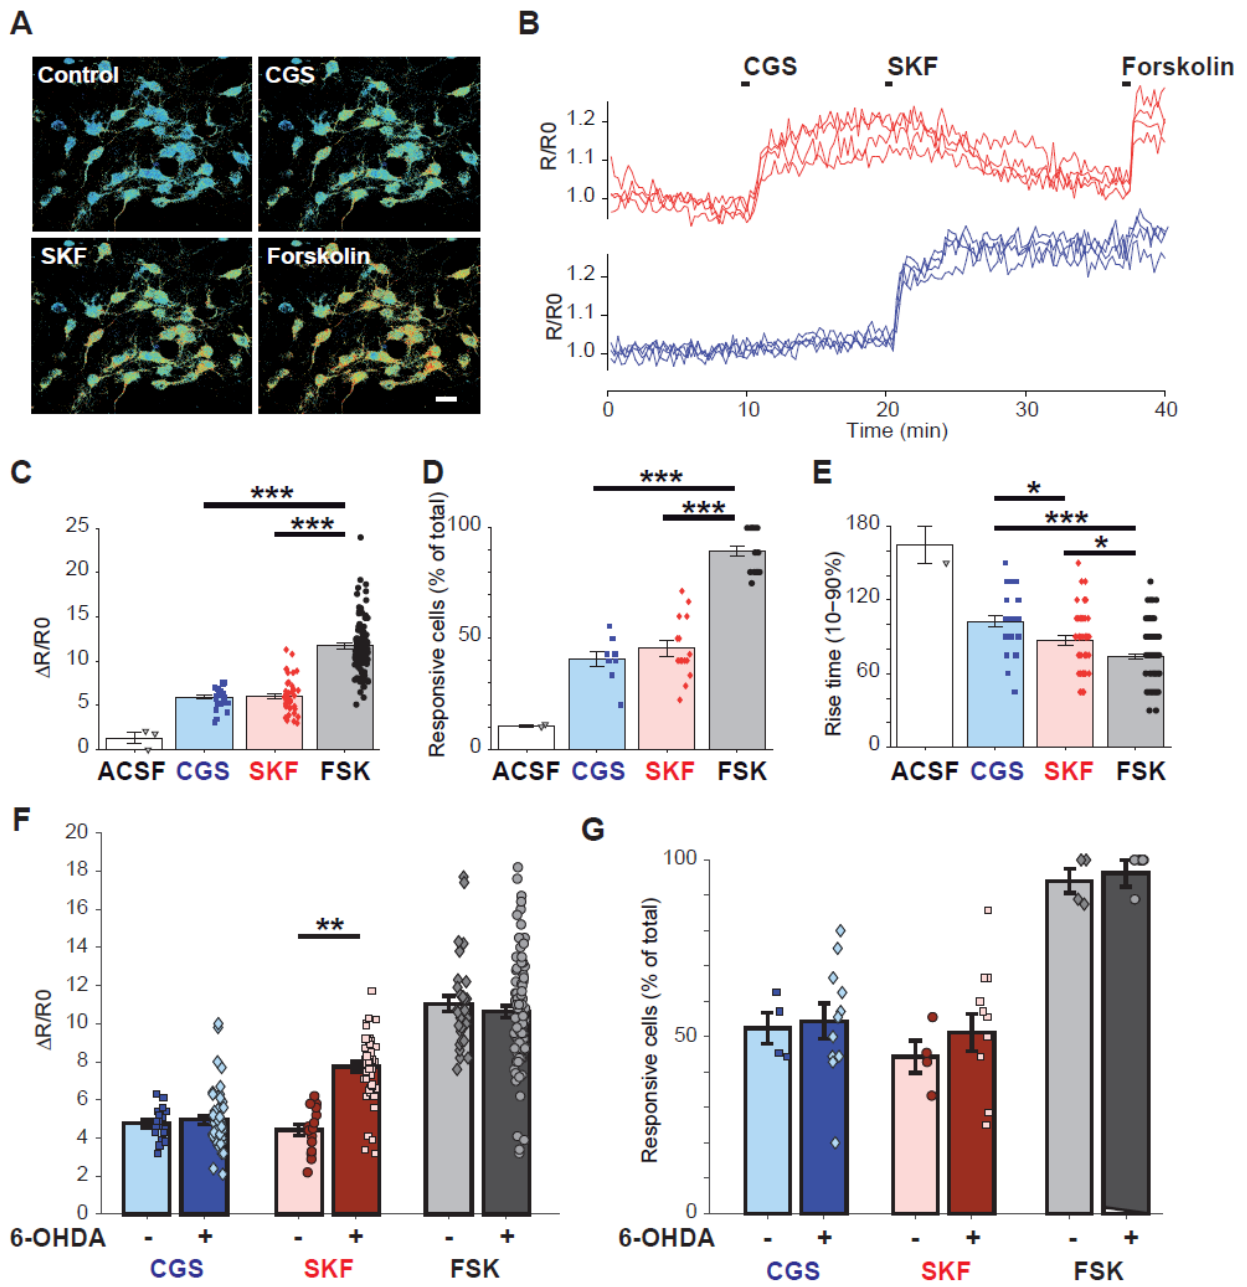 A
Control
CGS
SKF
Forskolin
B
CGS
SKF
Forskolin
R/R0
1.2
1.1
1.0
R/R0
1.2
1.1
1.0
0
10
20
30
40
Time (min)
C
***
***
ΔR/R0
25
20
15
10
5
0
ACSF
CGS
SKF
FSK
D
***
***
Responsive cells (% of total)
100
50
0
ACSF
CGS
SKF
FSK
E
*
***
*
Rise time (10–90%)
180
120
60
0
ACSF
CGS
SKF
FSK
F
ΔR/R0
20
18
16
14
12
10
8
6
4
2
0
**
6-OHDA - + - + - +
CGS
SKF
FSK
G
Responsive cells (% of total)
100
50
0
6-OHDA - + - + - +
CGS
SKF
FSK